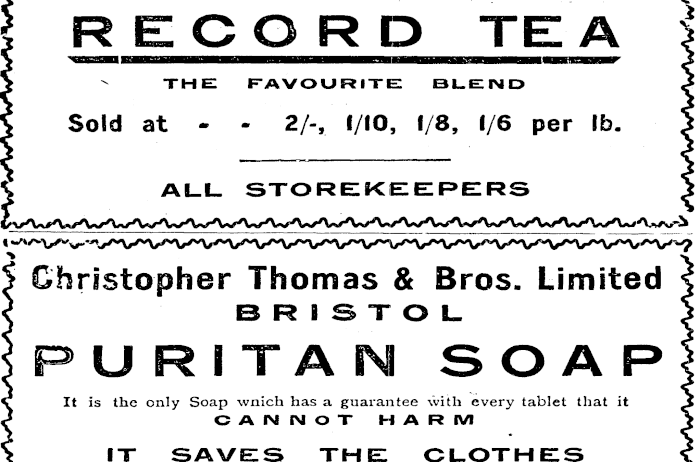 RECORD TEA
THE FAVOURITE BLEND
Sold at - - 2/-, 1/10, 1/8, 1/6 per lb.
ALL STOREKEEPERS
Christopher Thomas & Bros. Limited
BRISTOL
PURITAN SOAP
It is the only Soap which has a guarantee with every tablet that it
CANNOT HARM
IT SAVES THE CLOTHES